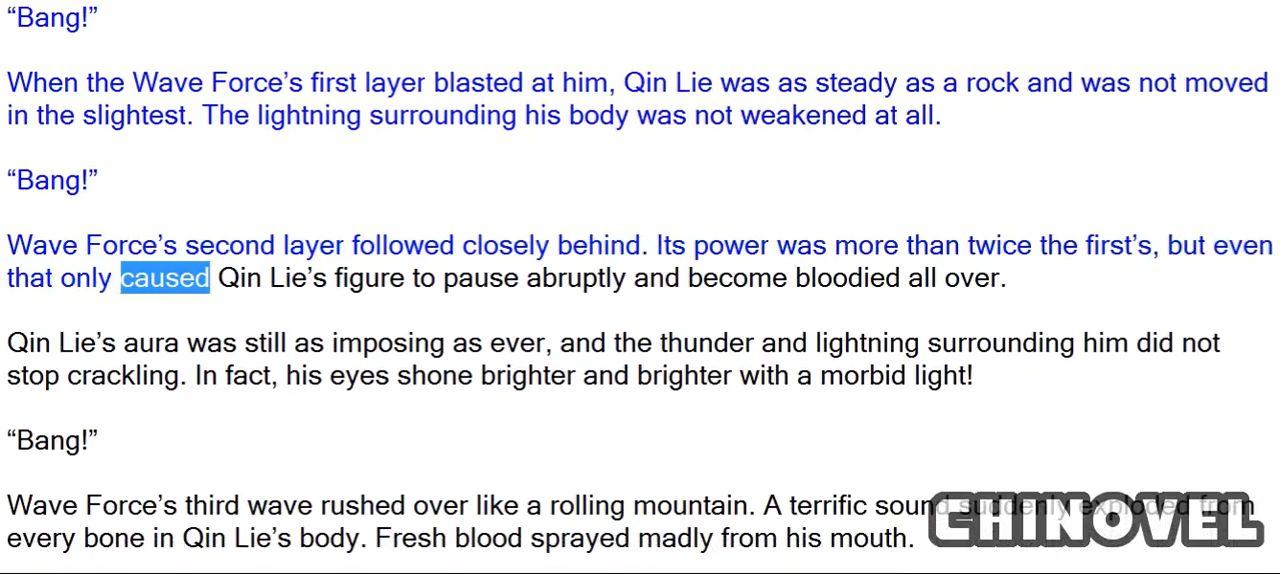 “Bang!”
When the Wave Force’s first layer blasted at him, Qin Lie was as steady as a rock and was not moved
in the slightest. The lightning surrounding his body was not weakened at all.
“Bang!”
Wave Force’s second layer followed closely behind. Its power was more than twice the first’s, but even
that only caused Qin Lie’s figure to pause abruptly and become bloodied all over.
Qin Lie’s aura was still as imposing as ever, and the thunder and lightning surrounding him did not
stop crackling. In fact, his eyes shone brighter and brighter with a morbid light!
“Bang!”
Wave Force’s third wave rushed over like a rolling mountain. A terrific sound suddenly exploded from
every bone in Qin Lie’s body. Fresh blood sprayed madly from his mouth.
CHINOVEL